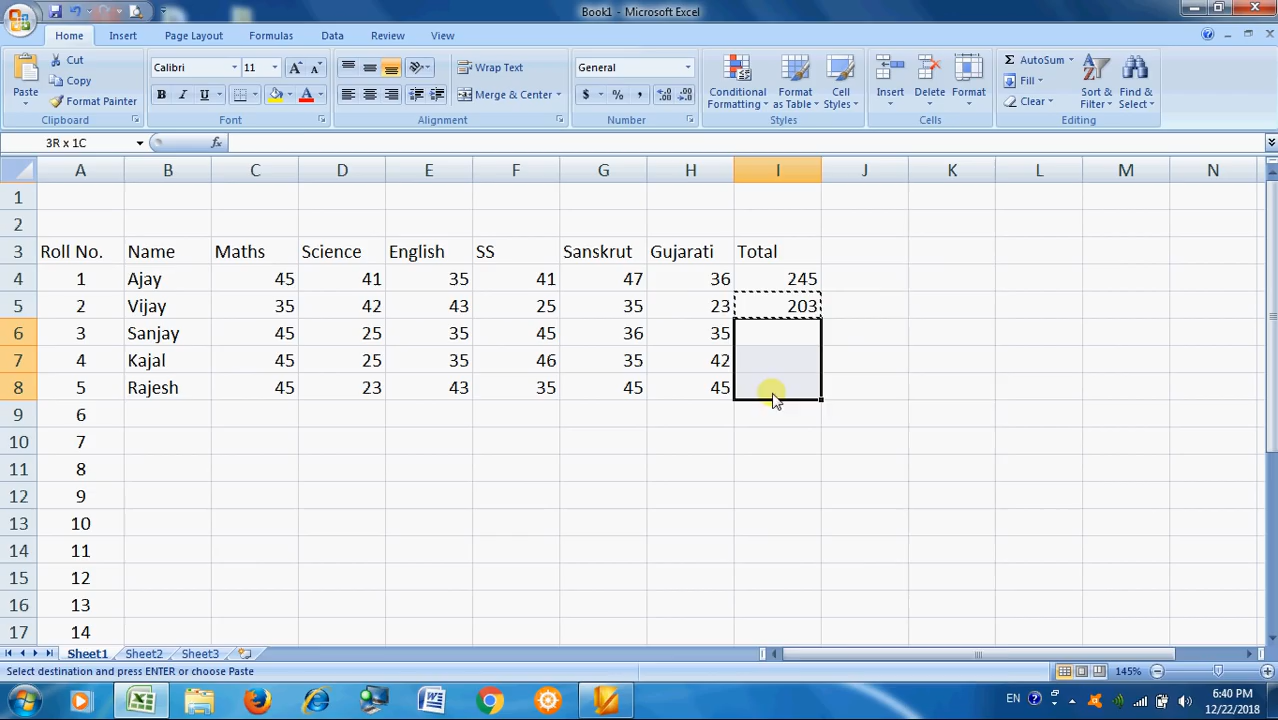 Book1 - Microsoft Excel
Home Insert Page Layout Formulas Data Review View
Paste Cut Copy Format Painter Clipboard
Calibri 11 B I U A A A Font
Wrap Text Merge & Center Alignment
General $ % , Number
Conditional Formatting Format as Table Cell Styles Styles
Insert Delete Format Cells
Σ AutoSum Fill Clear Sort & Filter Find & Select Editing
3R x 1C fx
A B C D E F G H I J K L M N
1
2
3 Roll No. Name Maths Science English SS Sanskrut Gujarati Total
4 1 Ajay 45 41 35 41 47 36 245
5 2 Vijay 35 42 43 25 35 23 203
6 3 Sanjay 45 25 35 45 36 35
7 4 Kajal 45 25 35 46 35 42
8 5 Rajesh 45 23 43 35 45 45
9 6
10 7
11 8
12 9
13 10
14 11
15 12
16 13
17 14
Sheet1 Sheet2 Sheet3
Select destination and press ENTER or choose Paste 145%
EN 6:40 PM
12/22/2018